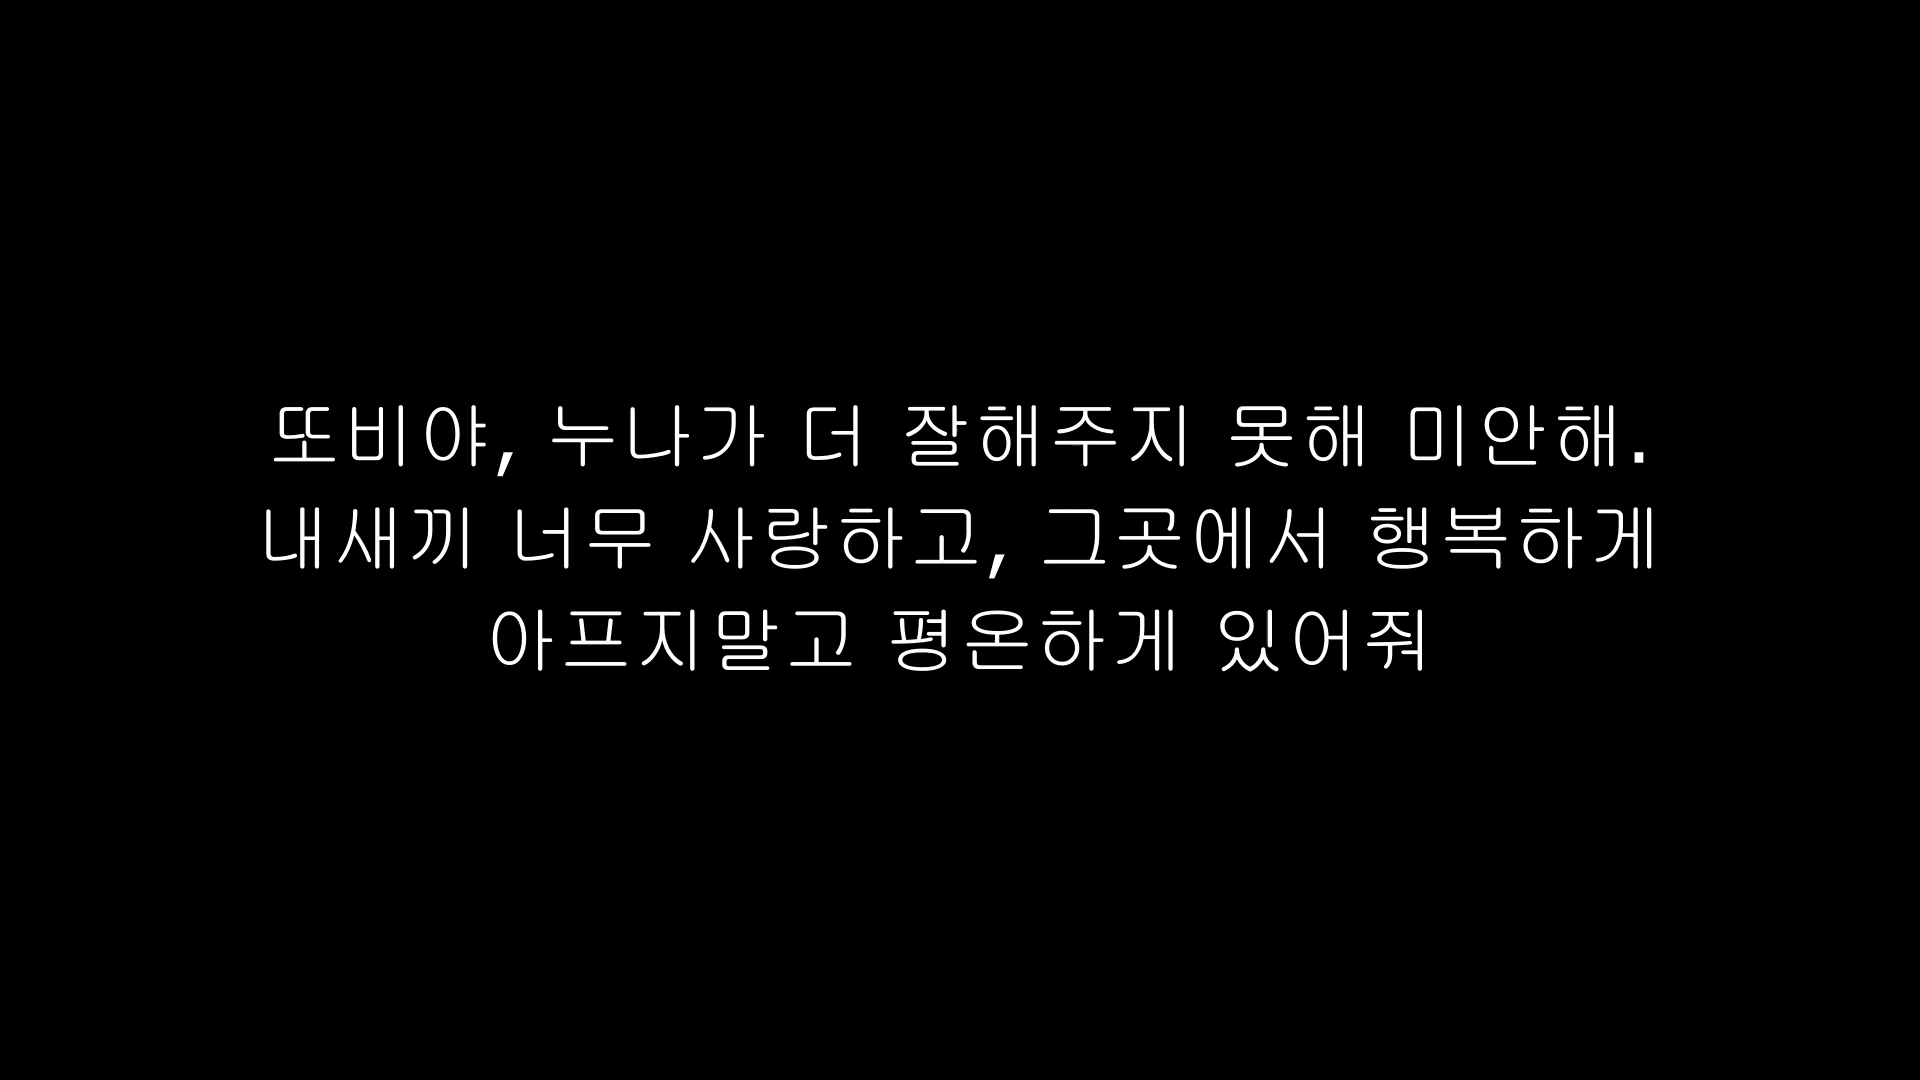 또비야, 누나가 더 잘해주지 못해 미안해.
내새끼 너무 사랑하고, 그곳에서 행복하게
아프지말고 평온하게 있어줘